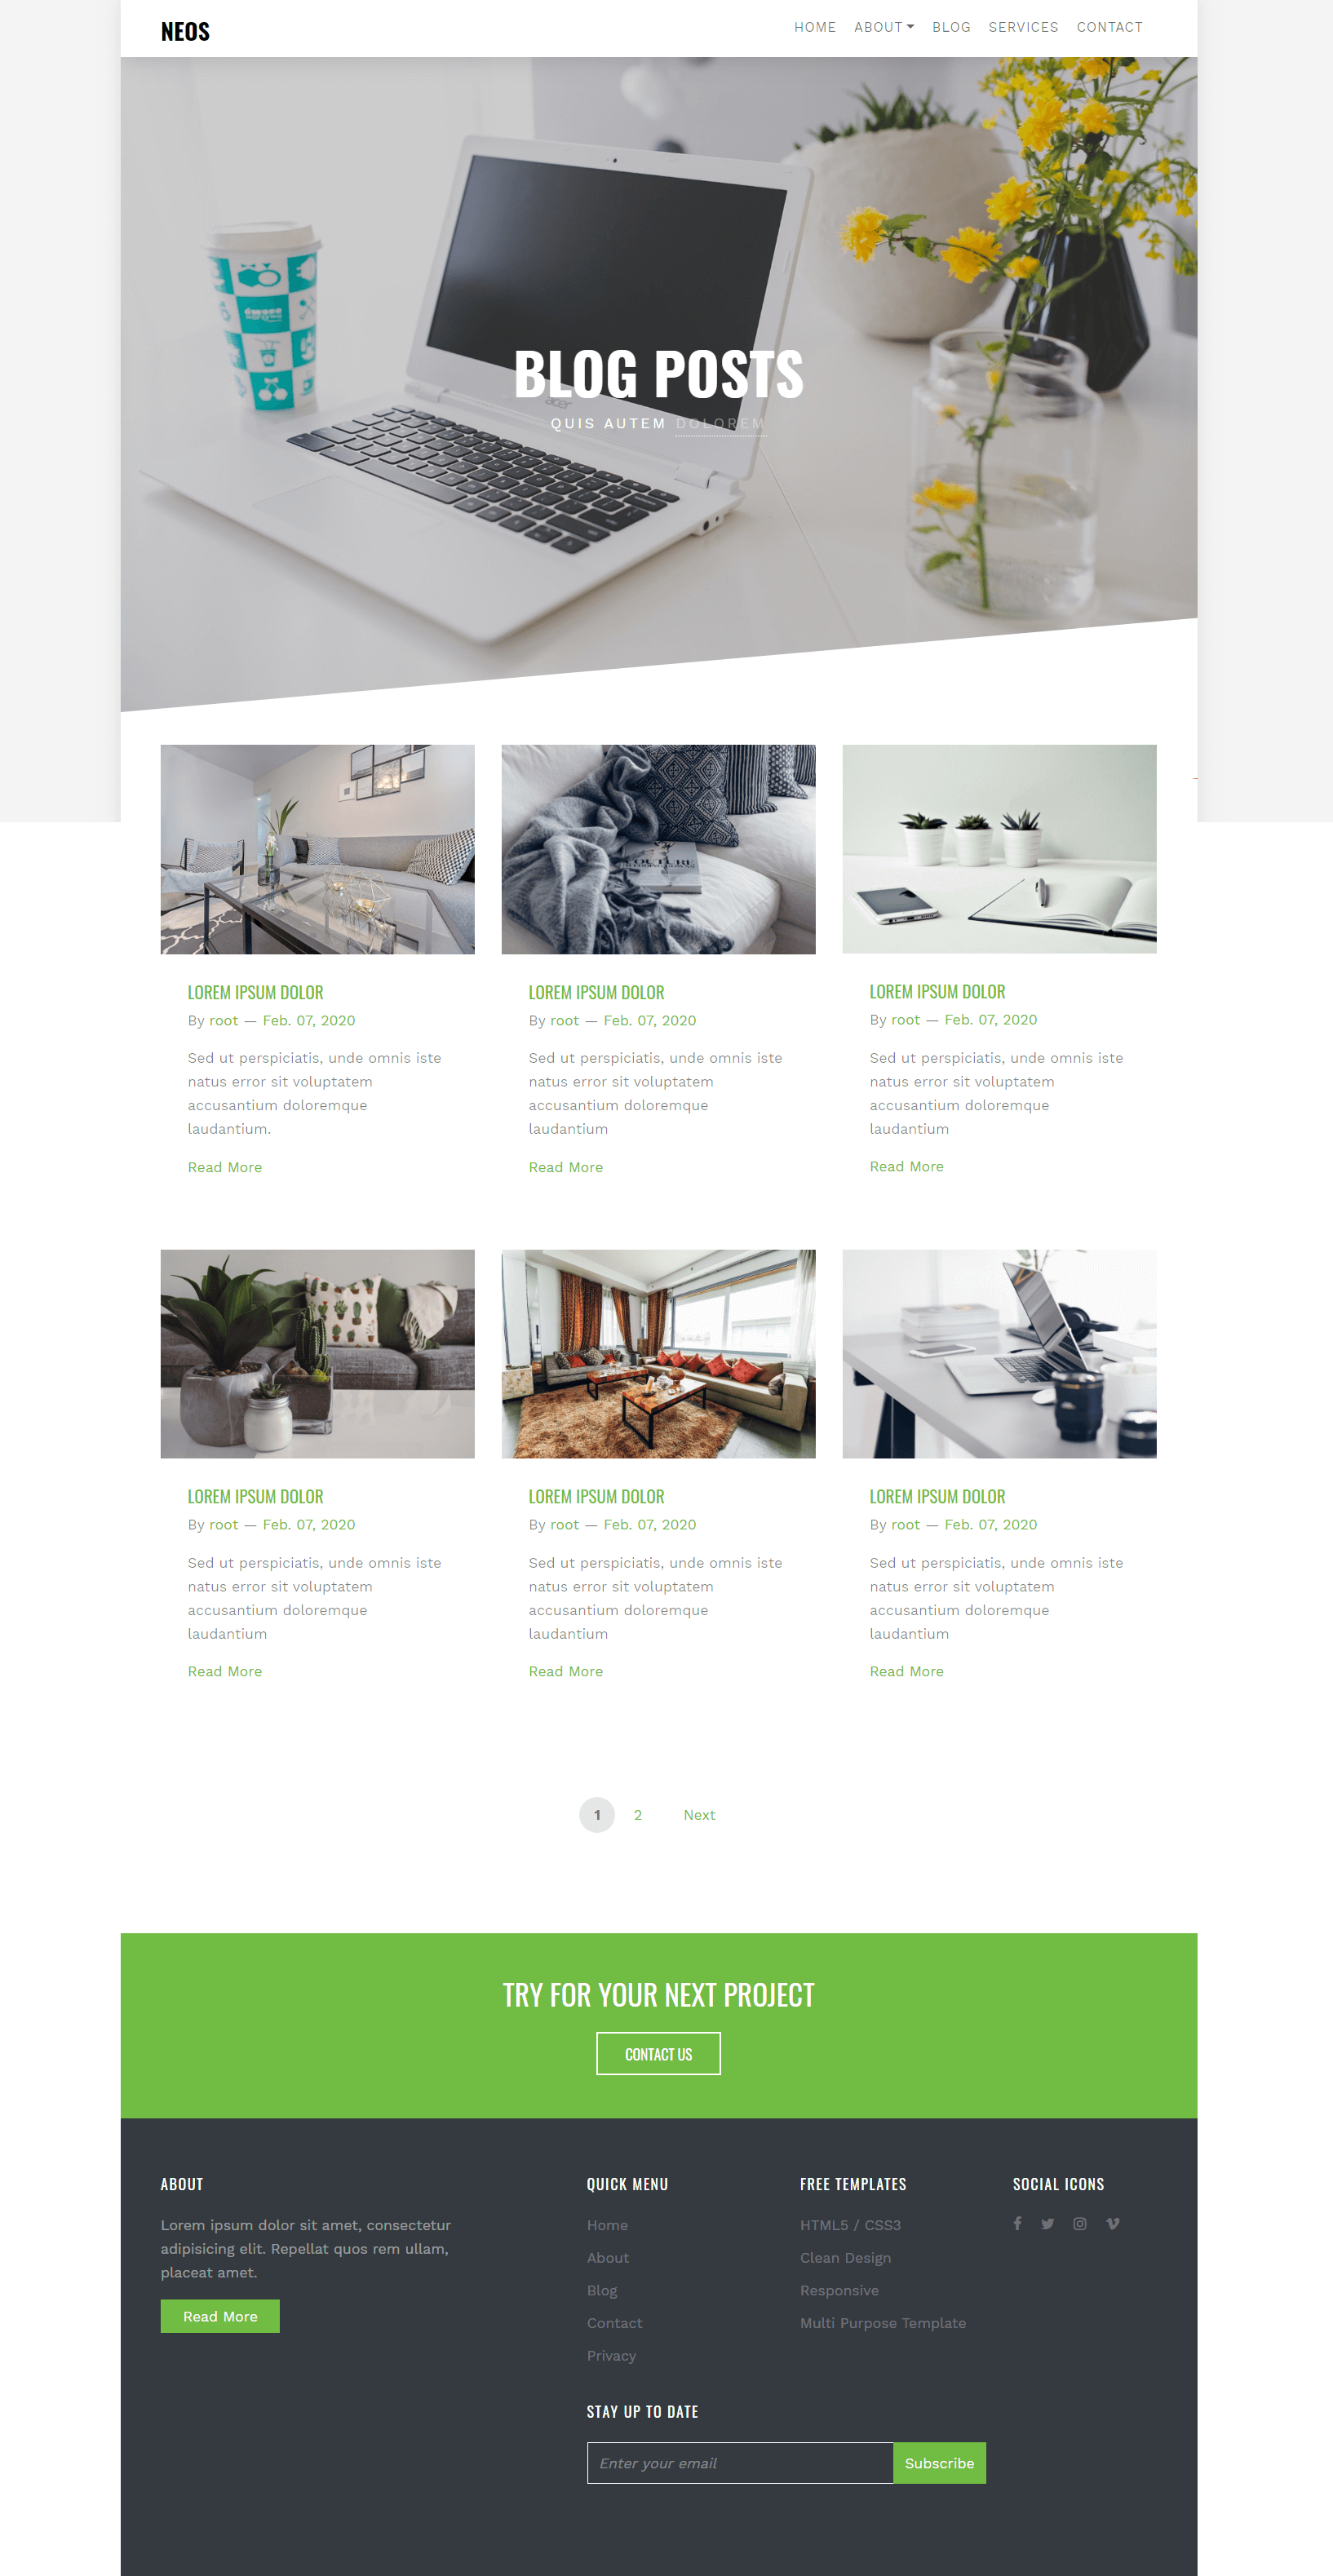 NEOS
HOME ABOUT BLOG SERVICES CONTACT
BLOG POSTS
acer
QUIS AUTEM DOLOREM
LOREM IPSUM DOLOR
By root — Feb. 07, 2020
Sed ut perspiciatis, unde omnis iste
natus error sit voluptatem
accusantium doloremque
laudantium.
Read More
LOREM IPSUM DOLOR
By root — Feb. 07, 2020
Sed ut perspiciatis, unde omnis iste
natus error sit voluptatem
accusantium doloremque
laudantium
Read More
LOREM IPSUM DOLOR
By root — Feb. 07, 2020
Sed ut perspiciatis, unde omnis iste
natus error sit voluptatem
accusantium doloremque
laudantium
Read More
LOREM IPSUM DOLOR
By root — Feb. 07, 2020
Sed ut perspiciatis, unde omnis iste
natus error sit voluptatem
accusantium doloremque
laudantium
Read More
LOREM IPSUM DOLOR
By root — Feb. 07, 2020
Sed ut perspiciatis, unde omnis iste
natus error sit voluptatem
accusantium doloremque
laudantium
Read More
LOREM IPSUM DOLOR
By root — Feb. 07, 2020
Sed ut perspiciatis, unde omnis iste
natus error sit voluptatem
accusantium doloremque
laudantium
Read More
1 2 Next
TRY FOR YOUR NEXT PROJECT
CONTACT US
ABOUT
Lorem ipsum dolor sit amet, consectetur
adipisicing elit. Repellat quos rem ullam,
placeat amet.
Read More
QUICK MENU
Home
About
Blog
Contact
Privacy
FREE TEMPLATES
HTML5 / CSS3
Clean Design
Responsive
Multi Purpose Template
SOCIAL ICONS
STAY UP TO DATE
Enter your email
Subscribe